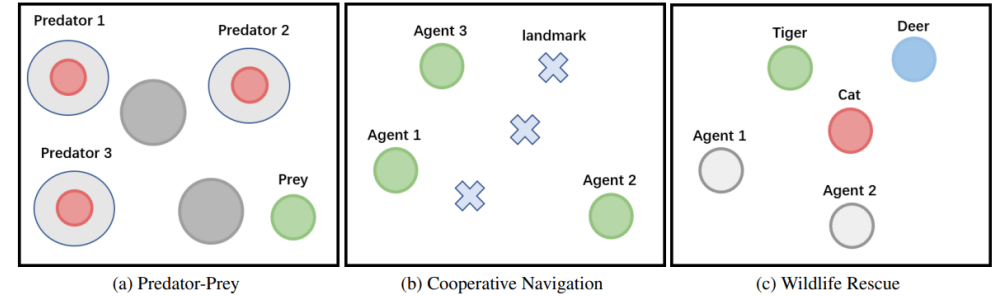 Predator 1
Predator 2
Predator 3
Prey
(a) Predator-Prey
Agent 3
landmark
Agent 1
Agent 2
(b) Cooperative Navigation
Tiger
Deer
Cat
Agent 1
Agent 2
(c) Wildlife Rescue